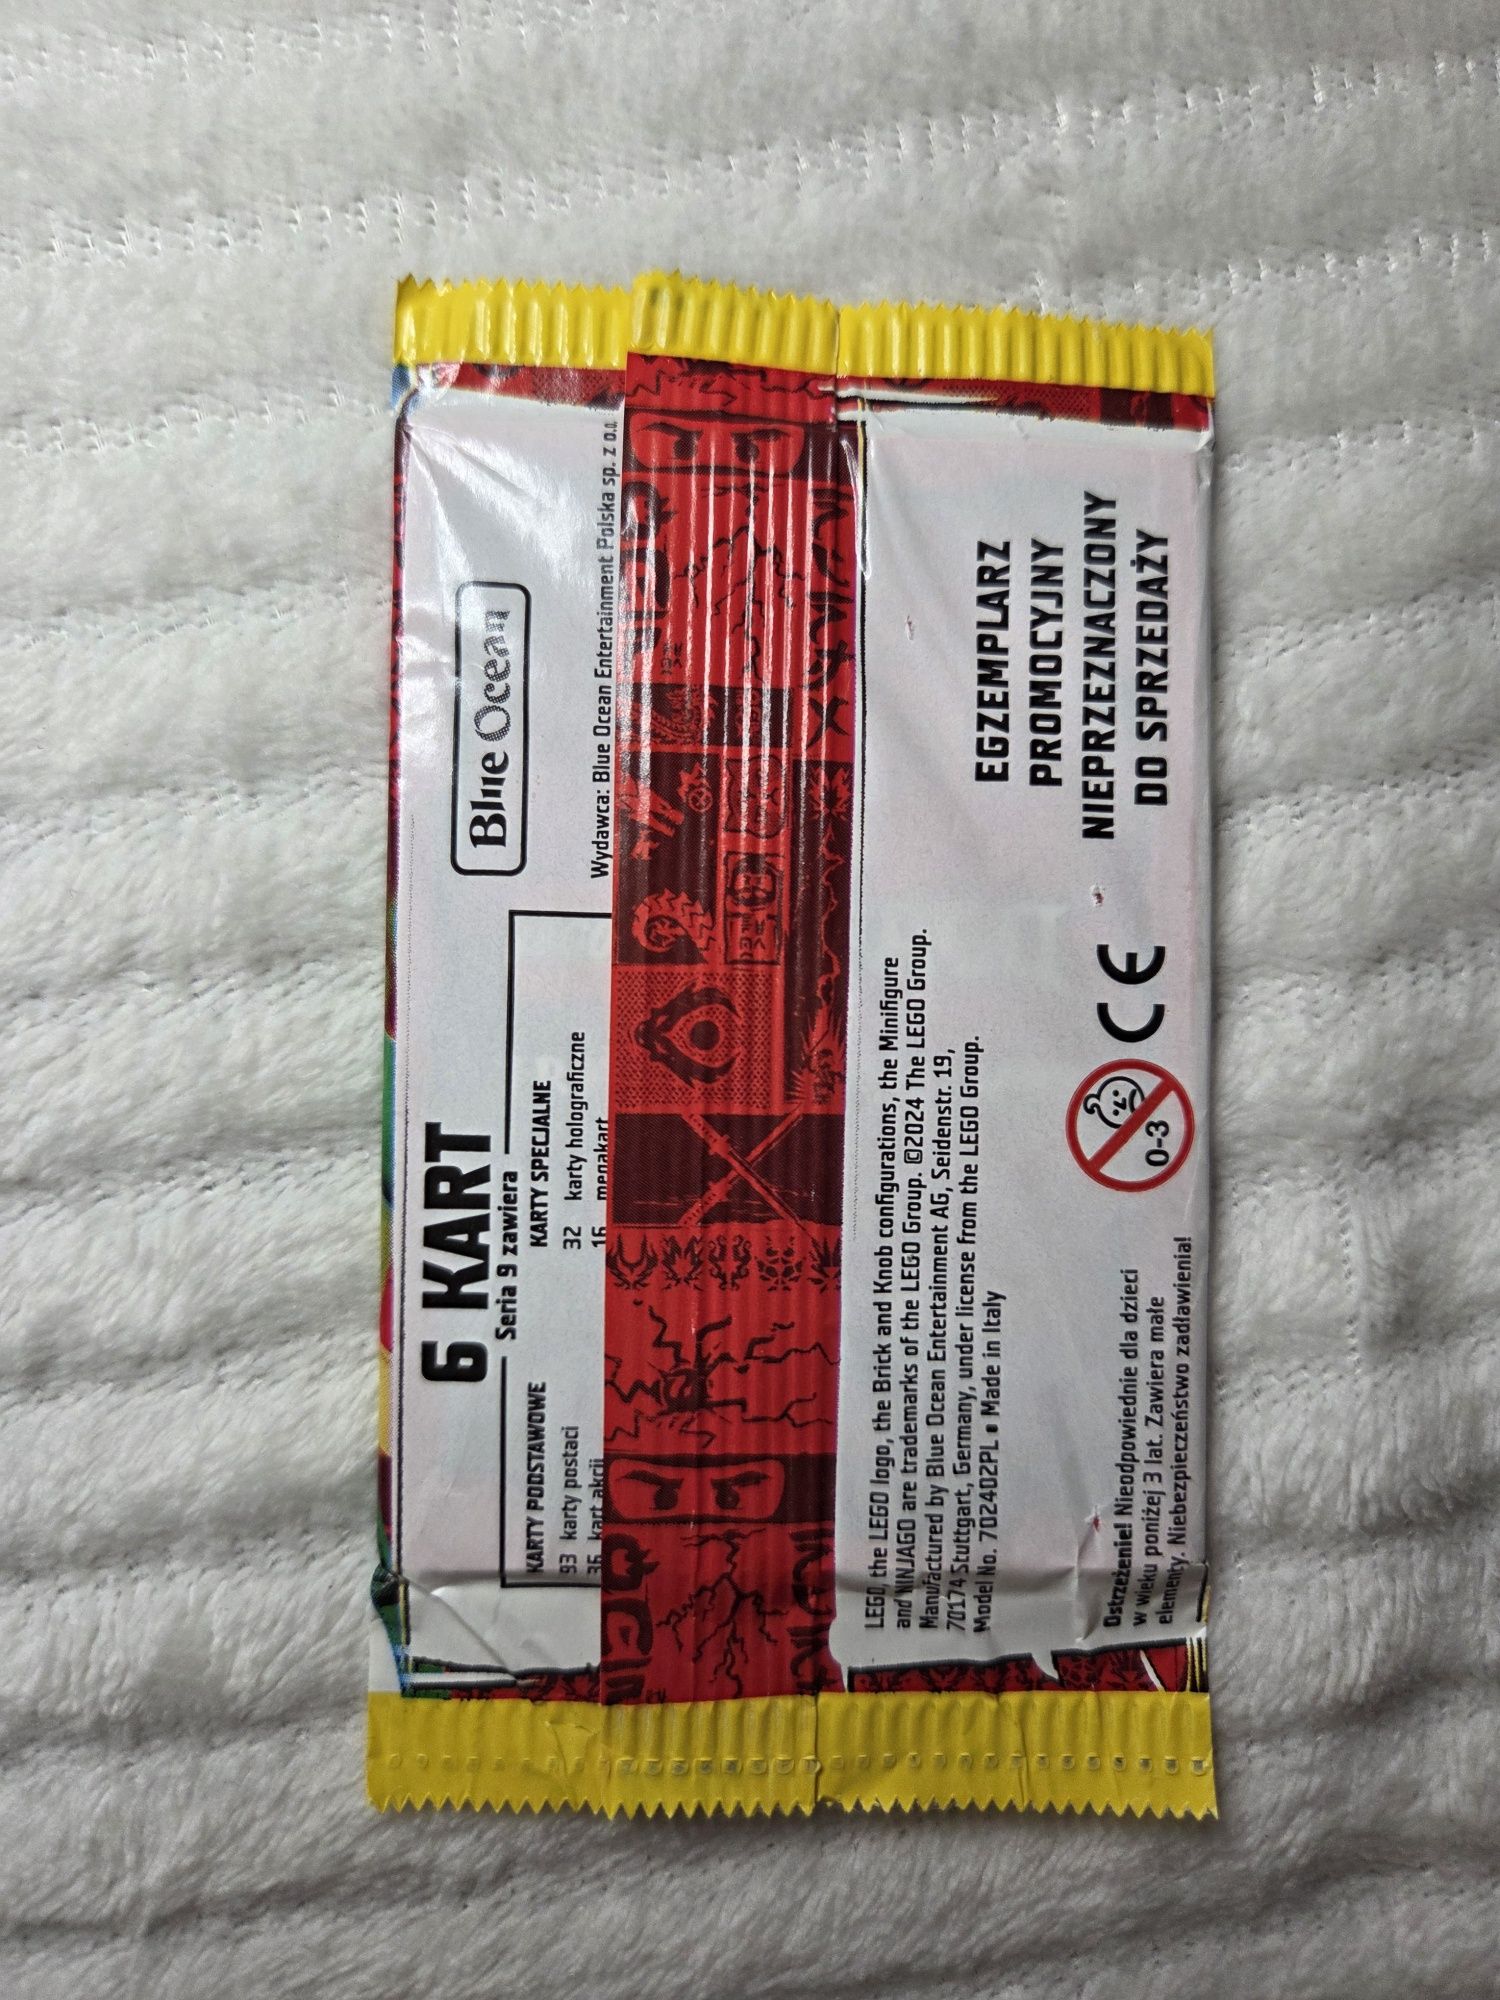 6 KART
Seria 9 zawiera
KARTY PODSTAWOWE
93 karty postaci
36 kart akcji
KARTY SPECJALNE
32 karty holograficzne
16 megakart
Blue Ocean
Wydawca: Blue Ocean Entertainment Polska sp. z o.o.
LEGO, the LEGO logo, the Brick and Knob configurations, the Minifigure
and NINJAGO are trademarks of the LEGO Group. ©2024 The LEGO Group.
Manufactured by Blue Ocean Entertainment AG, Seidenstr. 19,
70174 Stuttgart, Germany, under license from the LEGO Group.
Model No. 702402PL • Made in Italy
Ostrzeżenie! Nieodpowiednie dla dzieci
w wieku poniżej 3 lat. Zawiera małe
elementy. Niebezpieczeństwo zadławienia!
0-3
CE
EGZEMPLARZ
PROMOCYJNY
NIEPRZEZNACZONY
DO SPRZEDAŻY